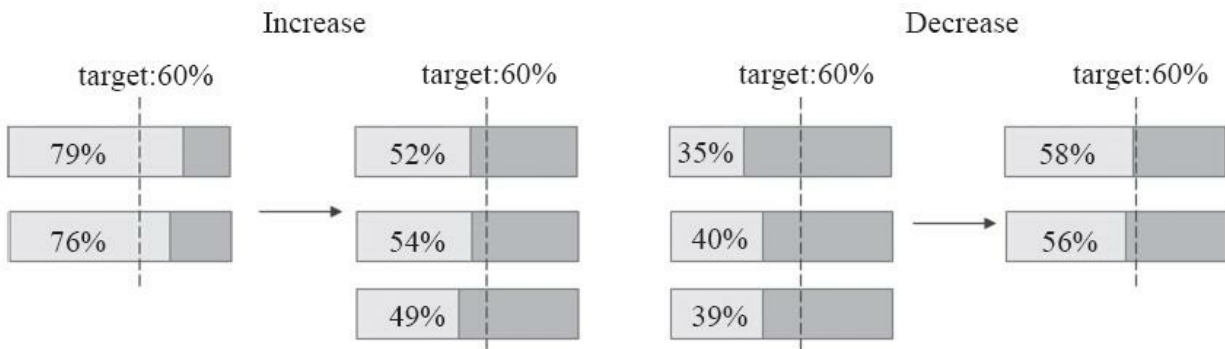 Increase
Decrease
target:60%
target:60%
target:60%
target:60%
79%
52%
35%
58%
76%
54%
40%
56%
49%
39%